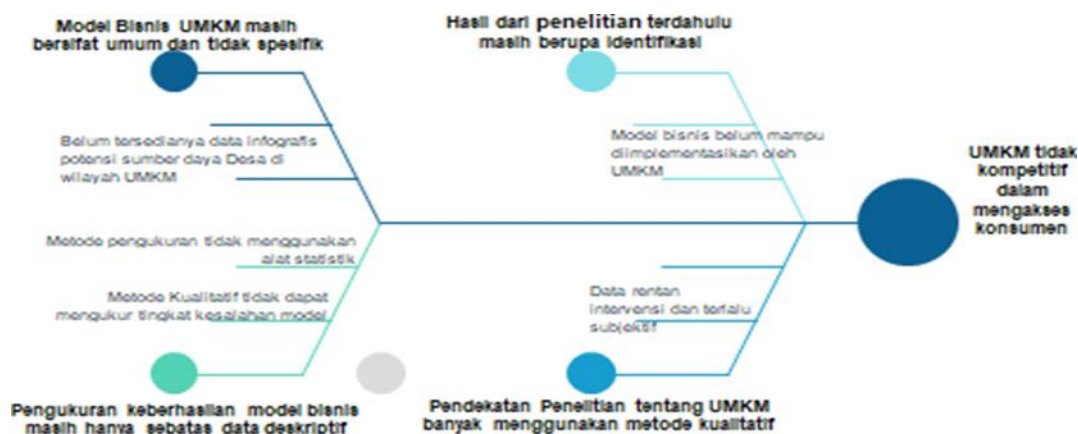 Model Bisnis UMKM masih
bersifat umum dan tidak spesifik
Hasil dari penelitian terdahulu
masih berupa identifikasi
Belum tersedianya data infografis
potensi sumber daya Desa di
wilayah UMKM
Model bisnis belum mampu
diimplementasikan oleh
UMKM
UMKM tidak
kompetitif
dalam
mengakses
konsumen
Metode pengukuran tidak menggunakan
alat statistik
Metode Kualitatif tidak dapat
mengukur tingkat kesalahan model
Data rentan
intervensi dan terlalu
subjektif
Pengukuran keberhasilan model bisnis
masih hanya sebatas data deskriptif
Pendekatan Penelitian tentang UMKM
banyak menggunakan metode kualitatif